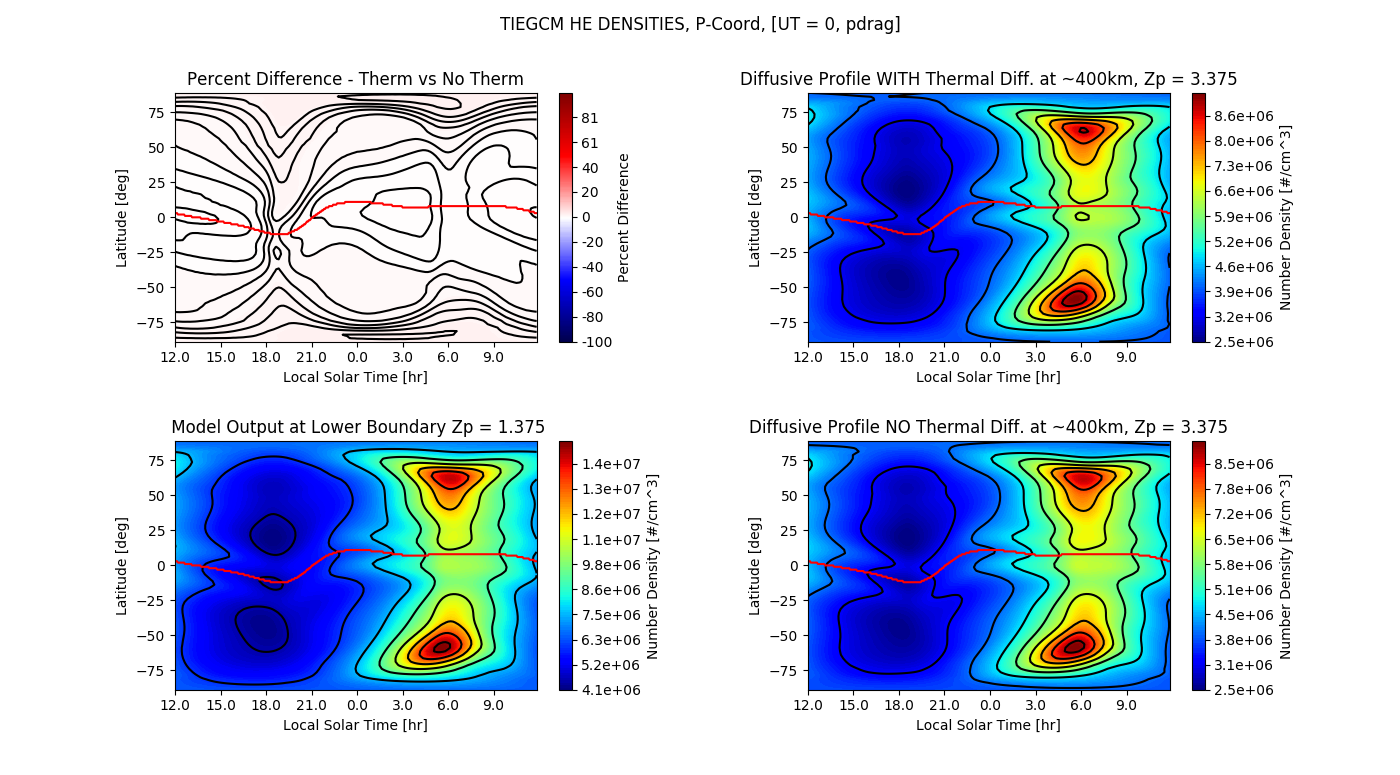 TIEGCM HE DENSITIES, P-Coord, [UT = 0, pdrag]
Percent Difference - Therm vs No Therm
75
50
25
0
−25
−50
−75
Latitude [deg]
12.0 15.0 18.0 21.0 0.0 3.0 6.0 9.0
Local Solar Time [hr]
81
61
40
20
0
-20
-40
-60
-80
-100
Percent Difference
Diffusive Profile WITH Thermal Diff. at ~400km, Zp = 3.375
75
50
25
0
−25
−50
−75
Latitude [deg]
12.0 15.0 18.0 21.0 0.0 3.0 6.0 9.0
Local Solar Time [hr]
8.6e+06
8.0e+06
7.3e+06
6.6e+06
5.9e+06
5.2e+06
4.6e+06
3.9e+06
3.2e+06
2.5e+06
Number Density [#/cm^3]
Model Output at Lower Boundary Zp = 1.375
75
50
25
0
−25
−50
−75
Latitude [deg]
12.0 15.0 18.0 21.0 0.0 3.0 6.0 9.0
Local Solar Time [hr]
1.4e+07
1.3e+07
1.2e+07
1.1e+07
9.8e+06
8.6e+06
7.5e+06
6.3e+06
5.2e+06
4.1e+06
Number Density [#/cm^3]
Diffusive Profile NO Thermal Diff. at ~400km, Zp = 3.375
75
50
25
0
−25
−50
−75
Latitude [deg]
12.0 15.0 18.0 21.0 0.0 3.0 6.0 9.0
Local Solar Time [hr]
8.5e+06
7.8e+06
7.1e+06
6.5e+06
5.8e+06
5.1e+06
4.5e+06
3.8e+06
3.1e+06
2.5e+06
Number Density [#/cm^3]